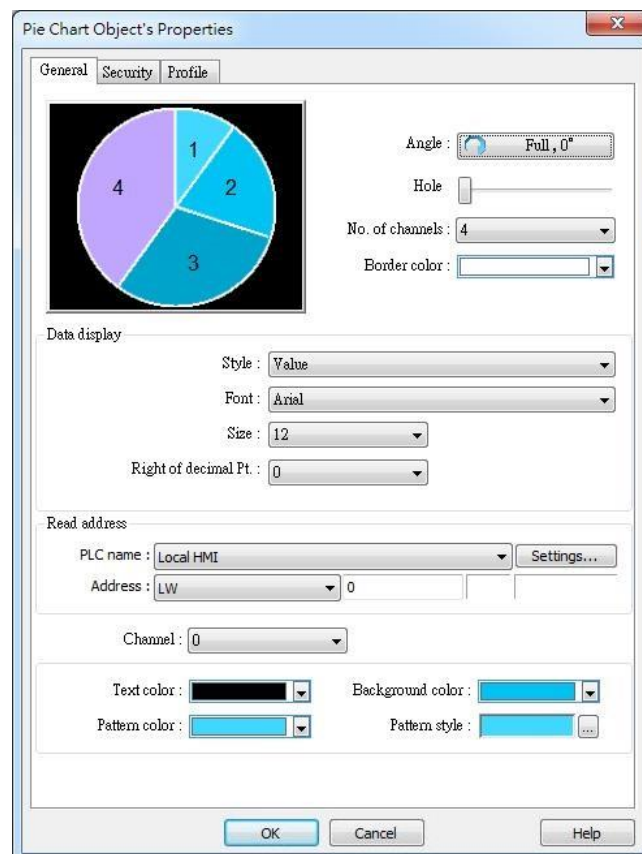 Pie Chart Object's Properties
General Security Profile
1
2
3
4
Angle : Full , 0°
Hole
No. of channels : 4
Border color :
Data display
Style : Value
Font : Arial
Size : 12
Right of decimal Pt. : 0
Read address
PLC name : Local HMI Settings...
Address : LW 0
Channel : 0
Text color : Background color :
Pattern color : Pattern style : ...
OK Cancel Help